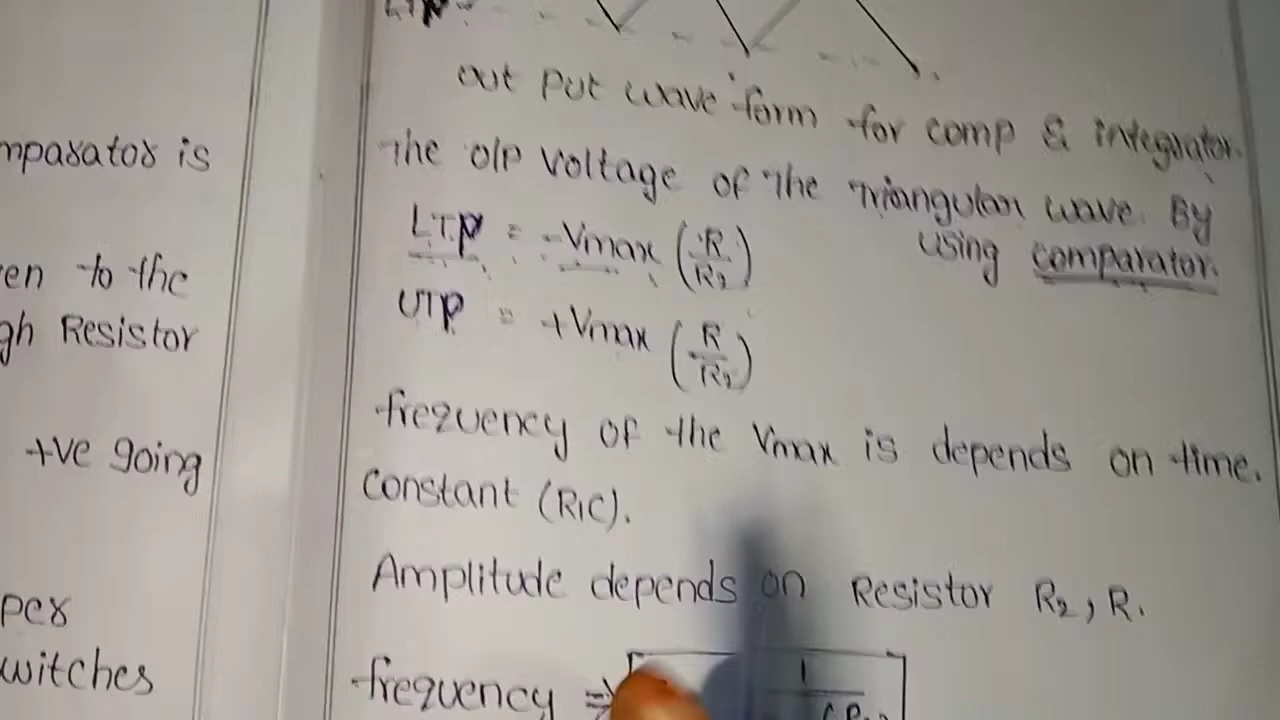 mparator is
en to the
gh Resistor
+ve going
per
witches
LTP
out put wave form for comp & integrator.
The o/p voltage of the Triangular wave. By
using comparator.
LTP = -Vmax (R/R2)
UTP = +Vmax (R/R2)
frequency of the Vmax is depends on time.
constant (R1C).
Amplitude depends on Resistor R2, R.
frequency ⇒ 1